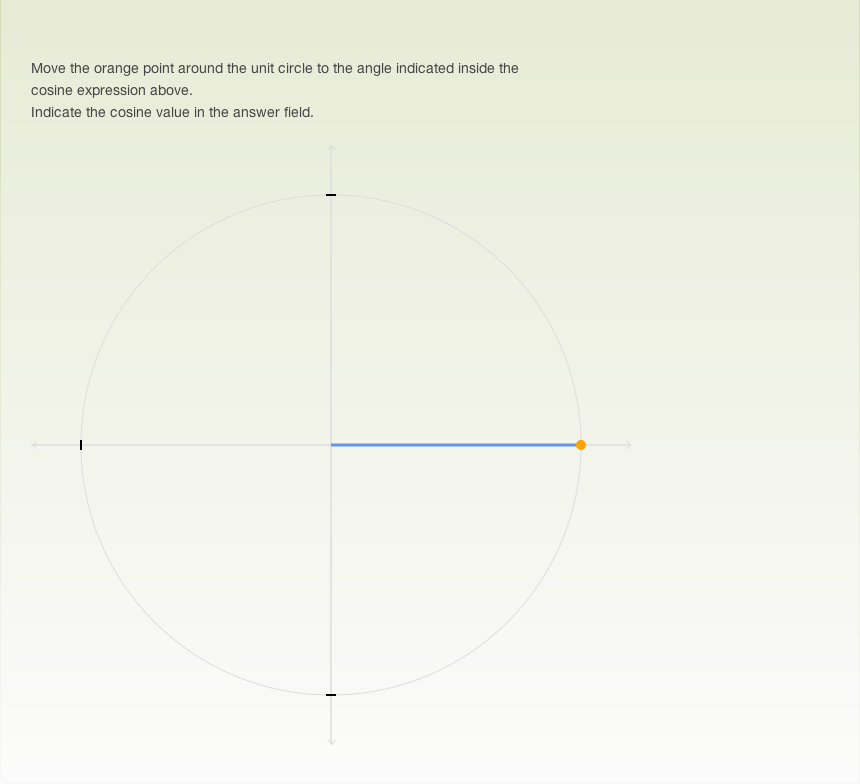 Move the orange point around the unit circle to the angle indicated inside the
cosine expression above.
Indicate the cosine value in the answer field.